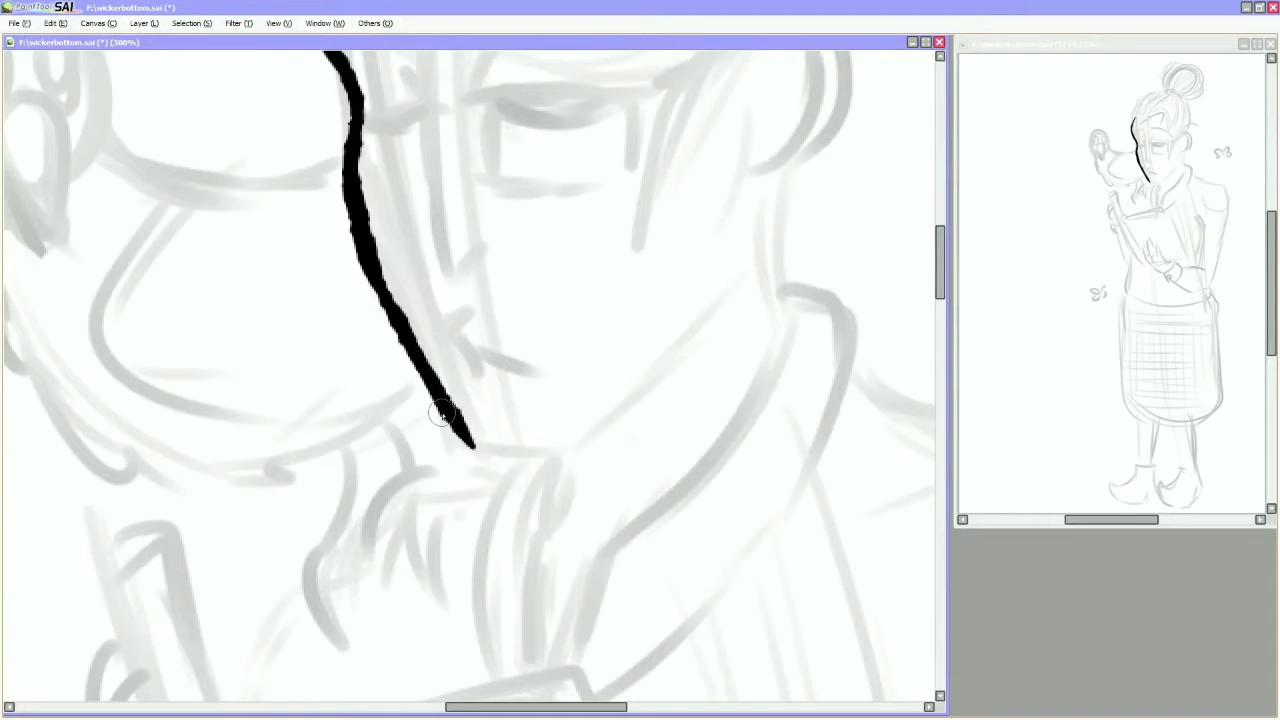 PaintTool SAI F:\wickerbottom.sai (*)
File (F) Edit (E) Canvas (C) Layer (L) Selection (S) Filter (T) View (V) Window (W) Others (O)
F:\wickerbottom.sai (*) (300%)